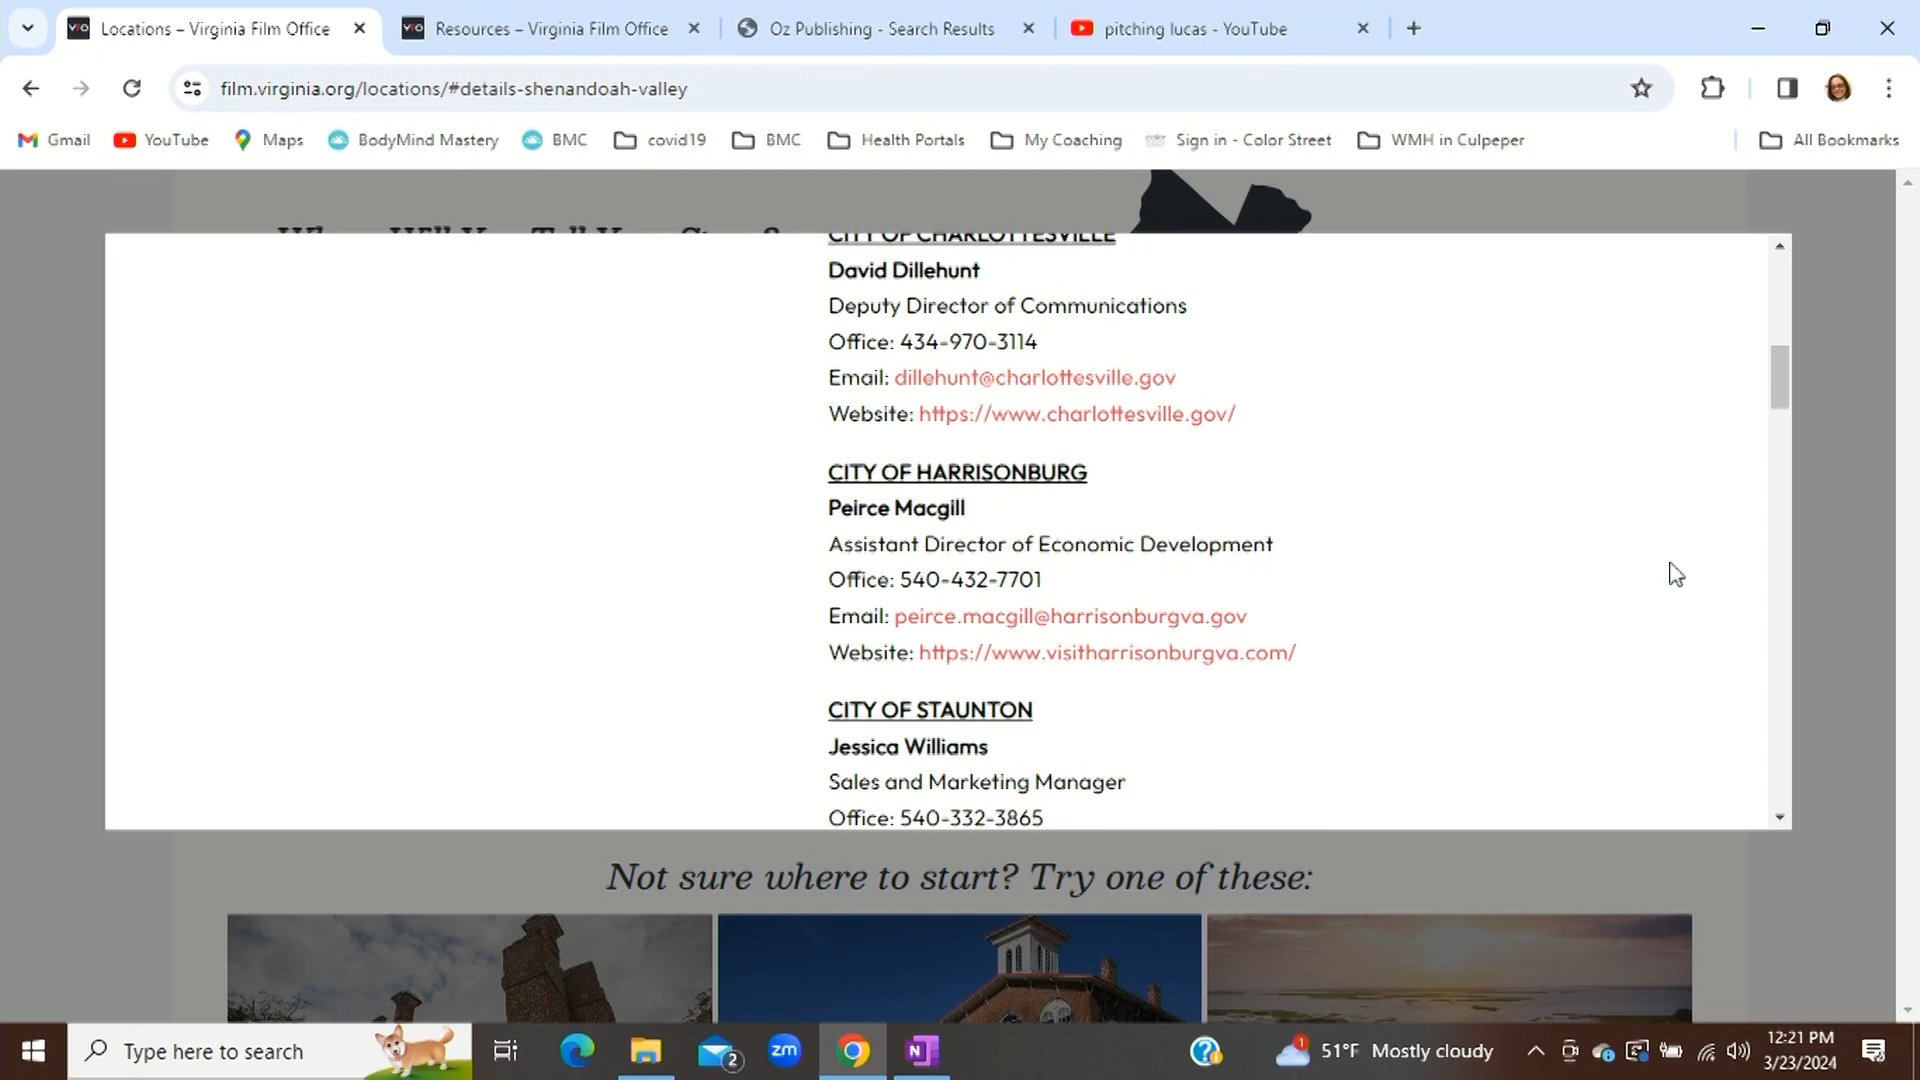 Locations – Virginia Film Office
Resources – Virginia Film Office
Oz Publishing - Search Results
pitching lucas - YouTube
film.virginia.org/locations/#details-shenandoah-valley
Gmail
YouTube
Maps
BodyMind Mastery
BMC
covid19
BMC
Health Portals
My Coaching
Sign in - Color Street
WMH in Culpeper
All Bookmarks
CITY OF CHARLOTTESVILLE
David Dillehunt
Deputy Director of Communications
Office: 434-970-3114
Email: dillehunt@charlottesville.gov
Website: https://www.charlottesville.gov/
CITY OF HARRISONBURG
Peirce Macgill
Assistant Director of Economic Development
Office: 540-432-7701
Email: peirce.macgill@harrisonburgva.gov
Website: https://www.visitharrisonburgva.com/
CITY OF STAUNTON
Jessica Williams
Sales and Marketing Manager
Office: 540-332-3865
Not sure where to start? Try one of these:
Type here to search
2
zm
N
1
51°F Mostly cloudy
12:21 PM
3/23/2024